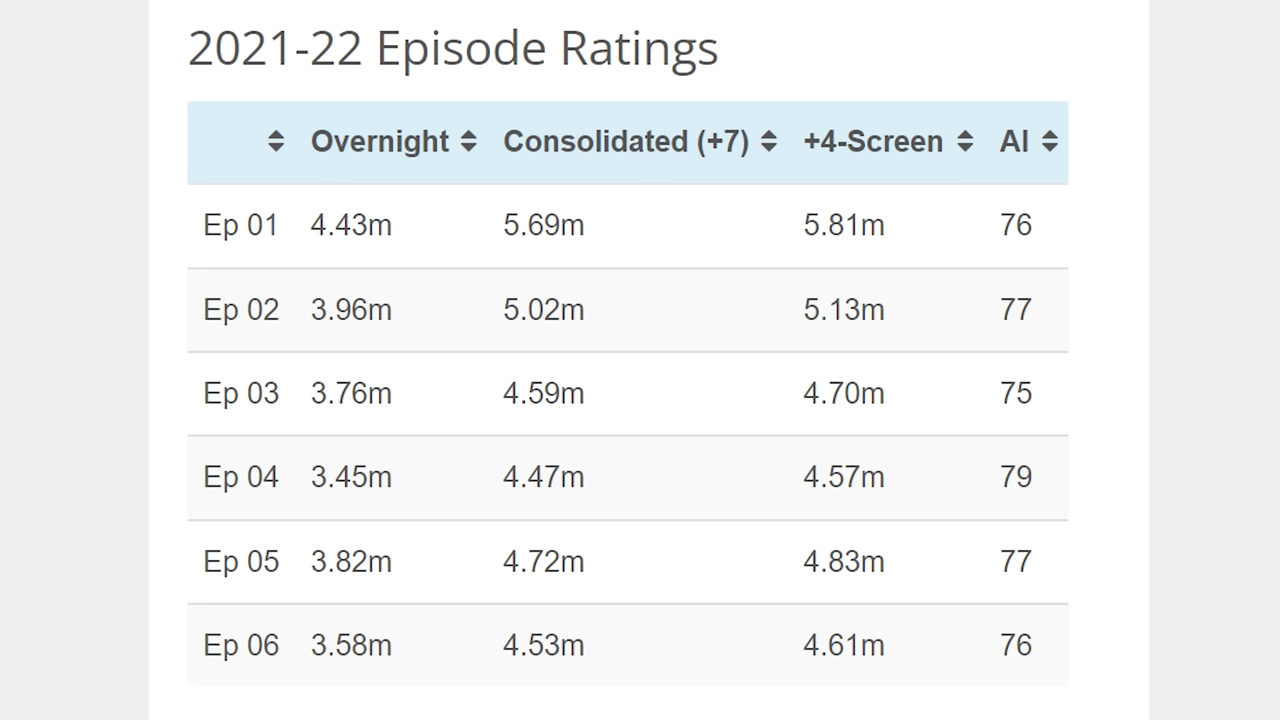 2021-22 Episode Ratings
Overnight Consolidated (+7) +4-Screen AI
Ep 01 4.43m 5.69m 5.81m 76
Ep 02 3.96m 5.02m 5.13m 77
Ep 03 3.76m 4.59m 4.70m 75
Ep 04 3.45m 4.47m 4.57m 79
Ep 05 3.82m 4.72m 4.83m 77
Ep 06 3.58m 4.53m 4.61m 76